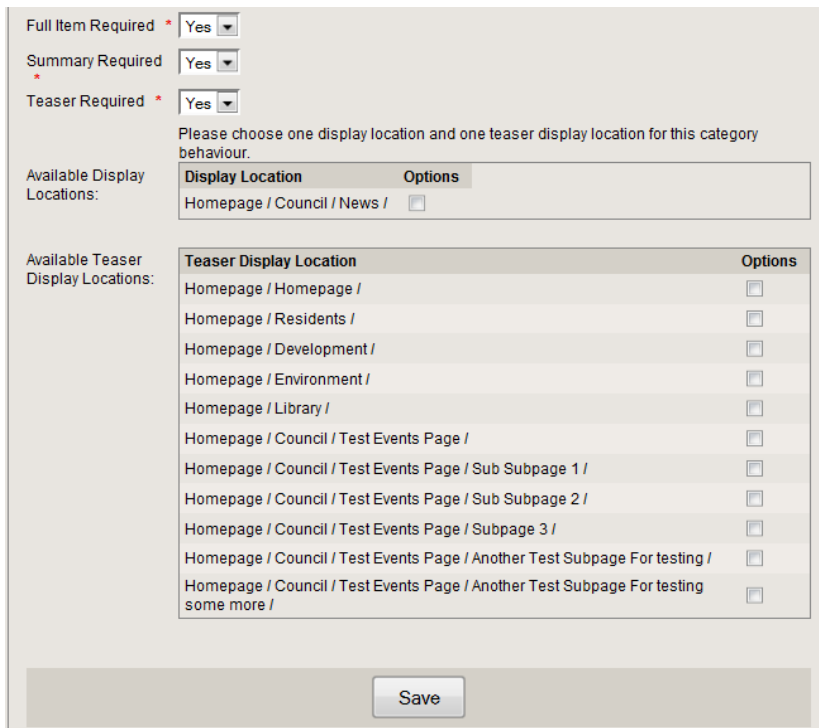 Full Item Required * Yes
Summary Required
* Yes
Teaser Required * Yes
Please choose one display location and one teaser display location for this category
behaviour.
Available Display
Locations:
Display Location Options
Homepage / Council / News /
Available Teaser
Display Locations:
Teaser Display Location Options
Homepage / Homepage /
Homepage / Residents /
Homepage / Development /
Homepage / Environment /
Homepage / Library /
Homepage / Council / Test Events Page /
Homepage / Council / Test Events Page / Sub Subpage 1 /
Homepage / Council / Test Events Page / Sub Subpage 2 /
Homepage / Council / Test Events Page / Subpage 3 /
Homepage / Council / Test Events Page / Another Test Subpage For testing /
Homepage / Council / Test Events Page / Another Test Subpage For testing
some more /
Save